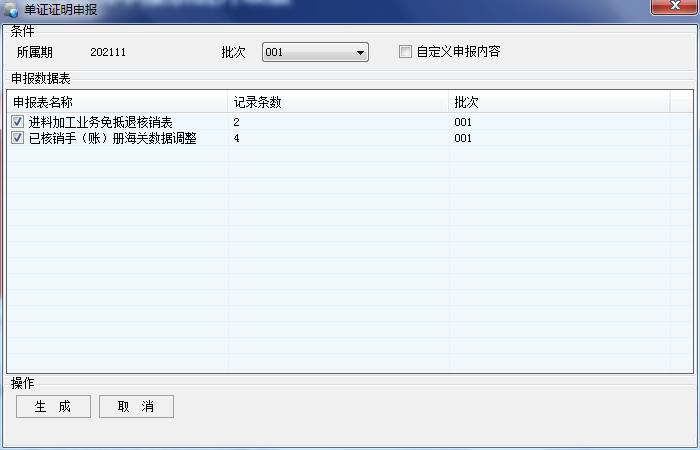 单证证明申报
条件
所属期 202111 批次 001 自定义申报内容
申报数据表
申报表名称 记录条数 批次
进料加工业务免抵退核销表 2 001
已核销手（账）册海关数据调整 4 001
操作
生 成 取 消